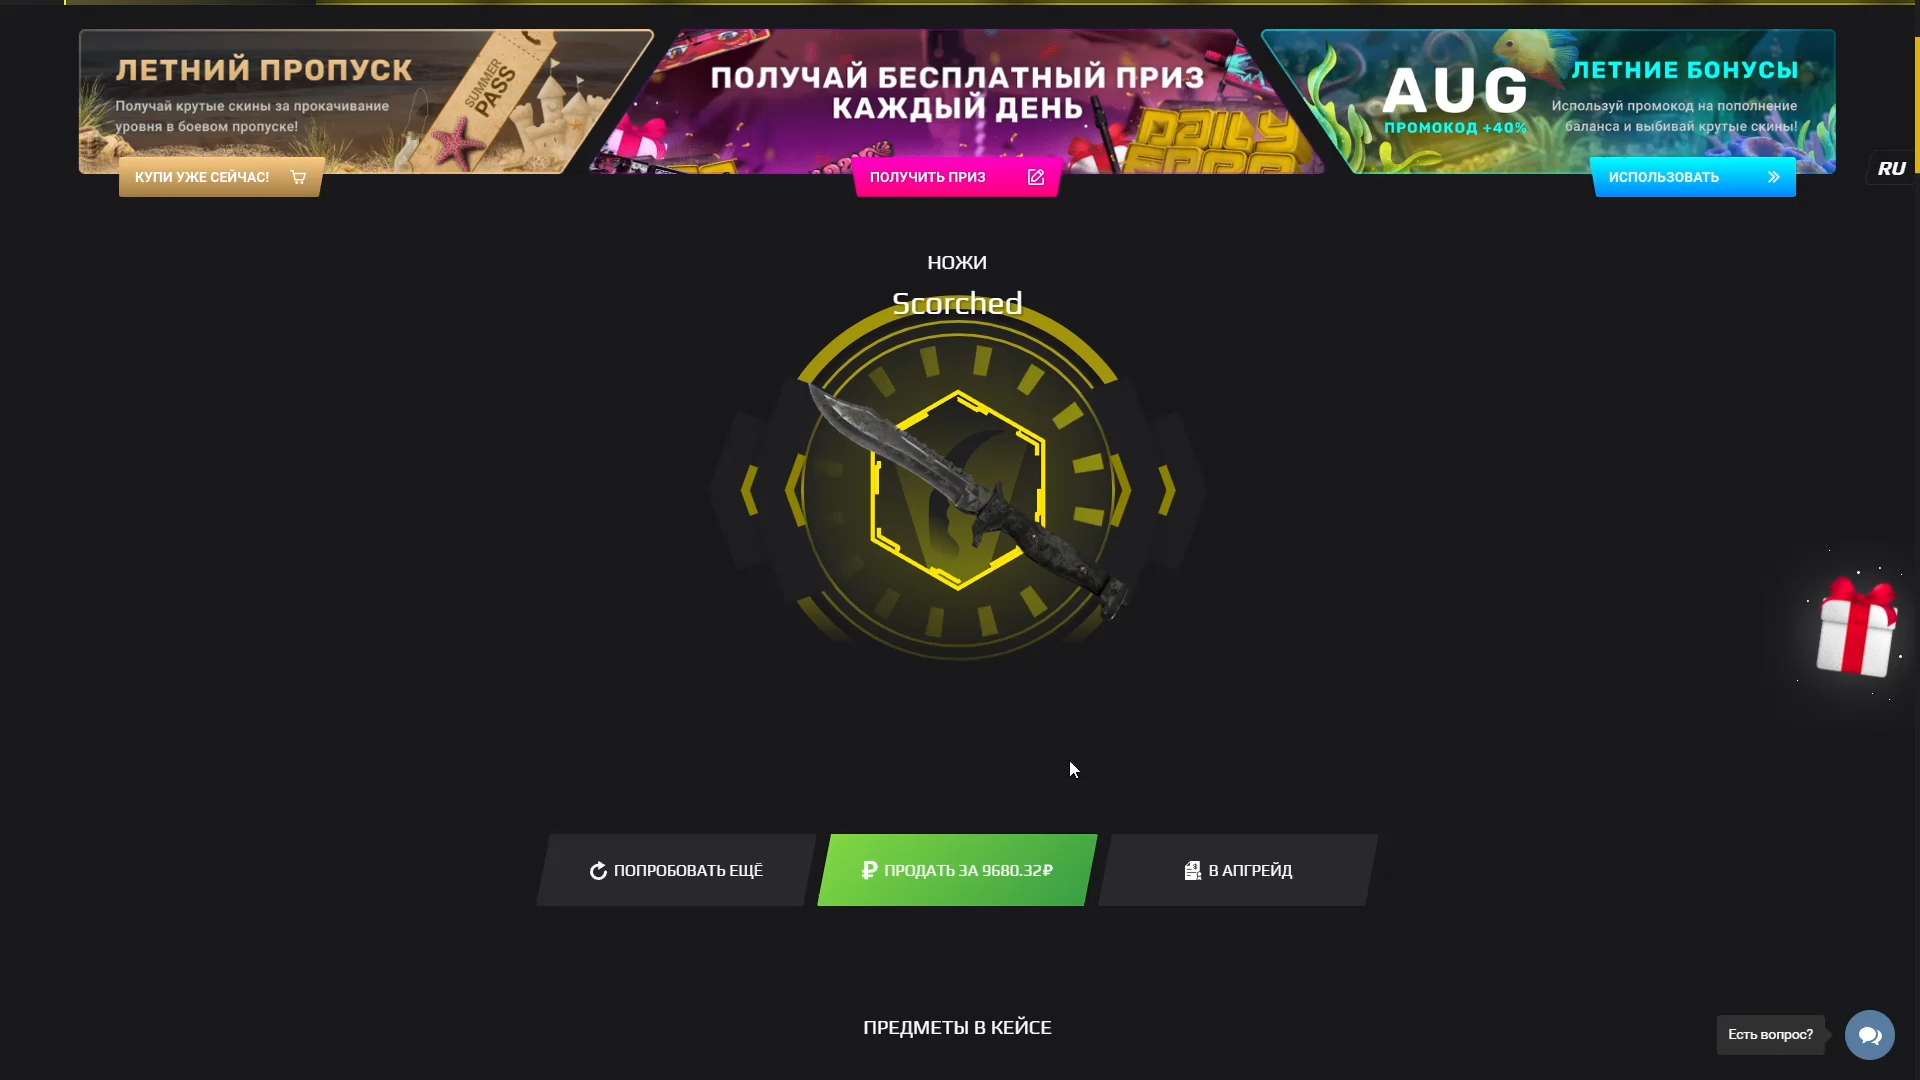 ЛЕТНИЙ ПРОПУСК
Получай крутые скины за прокачивание
уровня в боевом пропуске!
SUMMER
PASS
КУПИ УЖЕ СЕЙЧАС!
ПОЛУЧАЙ БЕСПЛАТНЫЙ ПРИЗ
КАЖДЫЙ ДЕНЬ
DAILY
FREE
ПОЛУЧИТЬ ПРИЗ
AUG
ПРОМОКОД +40%
ЛЕТНИЕ БОНУСЫ
Используй промокод на пополнение
баланса и выбивай крутые скины!
ИСПОЛЬЗОВАТЬ
RU
НОЖИ
Scorched
ПОПРОБОВАТЬ ЕЩЁ
₽ ПРОДАТЬ ЗА 9680.32₽
В АПГРЕЙД
ПРЕДМЕТЫ В КЕЙСЕ
Есть вопрос?